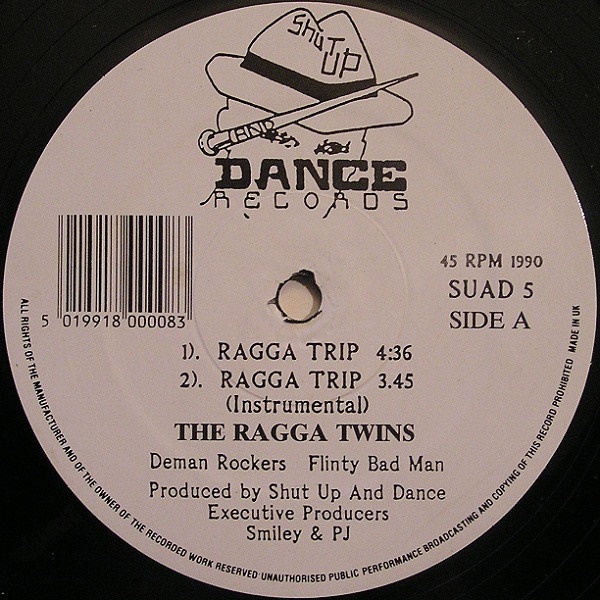 Shut
UP
AND
DANCE
RECORDS
45 RPM 1990
SUAD 5
SIDE A
5 019918 000083
1). RAGGA TRIP 4:36
2). RAGGA TRIP 3.45
(Instrumental)
THE RAGGA TWINS
Deman Rockers Flinty Bad Man
Produced by Shut Up And Dance
Executive Producers
Smiley & PJ
ALL RIGHTS OF THE MANUFACTURER AND OF THE OWNER OF THE RECORDED WORK RESERVED UNAUTHORISED PUBLIC PERFORMANCE BROADCASTING AND COPYING OF THIS RECORD PROHIBITED MADE IN UK